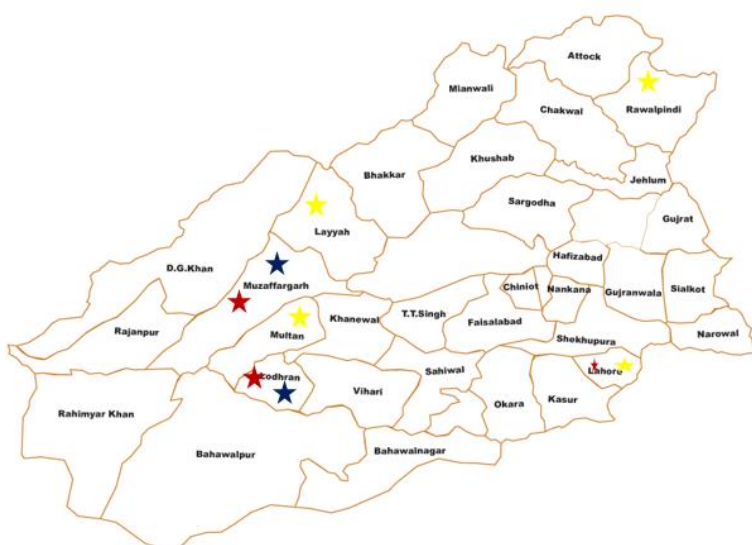 Attock
Mianwali
Chakwal
Rawalpindi
Khushab
Bhakkar
Jehlum
Sargodha
Gujrat
Layyah
Hafizabad
D.G.Khan
Muzaffargarh
Chiniot
Nankana
Gujranwala
Sialkot
Rajanpur
Multan
Khanewal
T.T.Singh
Faisalabad
Shekhupura
Narowal
Lodhran
Sahiwal
Lahore
Vihari
Okara
Kasur
Rahimyar Khan
Bahawalpur
Bahawalnagar